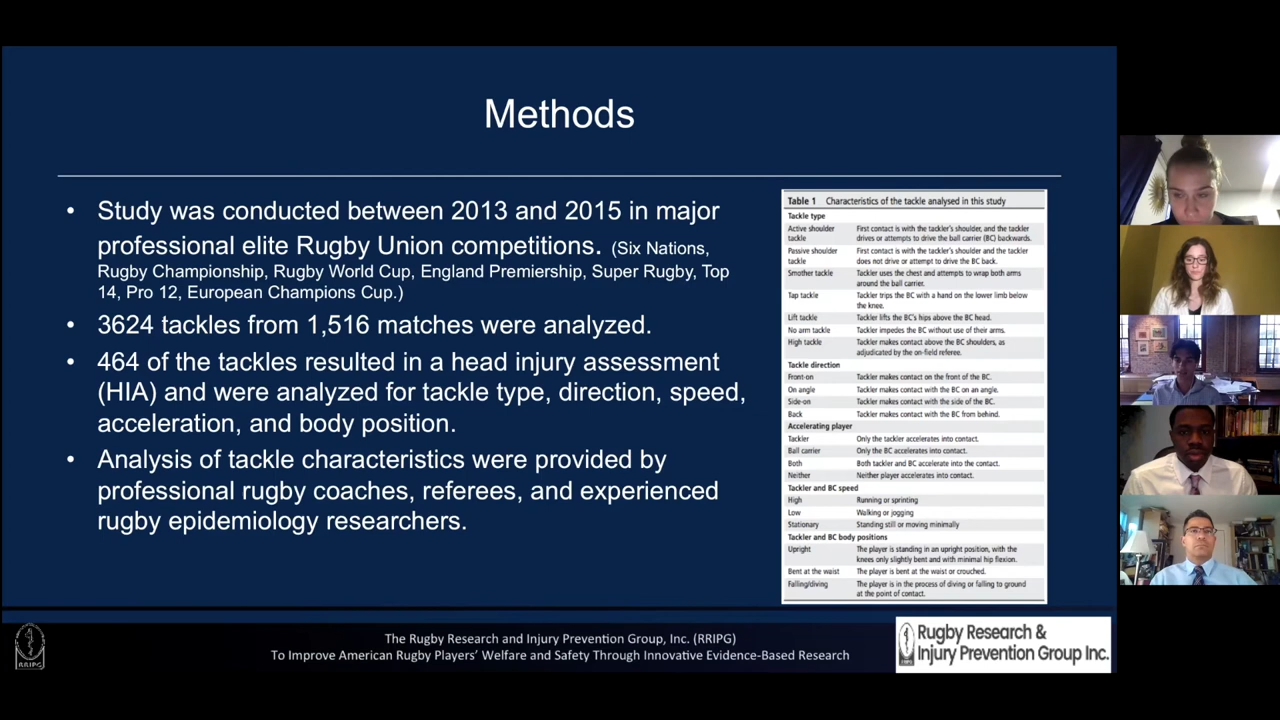 Methods
• Study was conducted between 2013 and 2015 in major
professional elite Rugby Union competitions. (Six Nations,
Rugby Championship, Rugby World Cup, England Premiership, Super Rugby, Top
14, Pro 12, European Champions Cup.)
• 3624 tackles from 1,516 matches were analyzed.
• 464 of the tackles resulted in a head injury assessment
(HIA) and were analyzed for tackle type, direction, speed,
acceleration, and body position.
• Analysis of tackle characteristics were provided by
professional rugby coaches, referees, and experienced
rugby epidemiology researchers.
Table 1 Characteristics of the tackle analysed in this study
Tackle type
Active shoulder tackle First contact is with the tackler's shoulder, and the tackler
drives or attempts to drive the ball carrier (BC) backwards.
Passive shoulder tackle First contact is with the tackler's shoulder and the tackler
does not drive or attempt to drive the BC back.
Smother tackle Tackler uses the chest and attempts to wrap both arms
around the ball carrier.
Tap tackle Tackler trips the BC with a hand on the lower limb below
the knee.
Lift tackle Tackler lifts the BC's hips above the BC head.
No arm tackle Tackler impedes the BC without use of their arms.
High tackle Tackler makes contact above the BC shoulders, as
adjudicated by the on-field referee.
Tackle direction
Front-on Tackler makes contact on the front of the BC.
On angle Tackler makes contact with the BC on an angle.
Side-on Tackler makes contact with the side of the BC.
Back Tackler makes contact with the BC from behind.
Accelerating player
Tackler Only the tackler accelerates into contact.
Ball carrier Only the BC accelerates into contact.
Both Both tackler and BC accelerate into the contact.
Neither Neither player accelerates into contact.
Tackler and BC speed
High Running or sprinting
Low Walking or jogging
Stationary Standing still or moving minimally
Tackler and BC body positions
Upright The player is standing in an upright position, with the
knees only slightly bent and with minimal hip flexion.
Bent at the waist The player is bent at the waist or crouched.
Falling/diving The player is in the process of diving or falling to ground
at the point of contact.
RRIPG
The Rugby Research and Injury Prevention Group, Inc. (RRIPG)
To Improve American Rugby Players' Welfare and Safety Through Innovative Evidence-Based Research
Rugby Research &
Injury Prevention Group Inc.